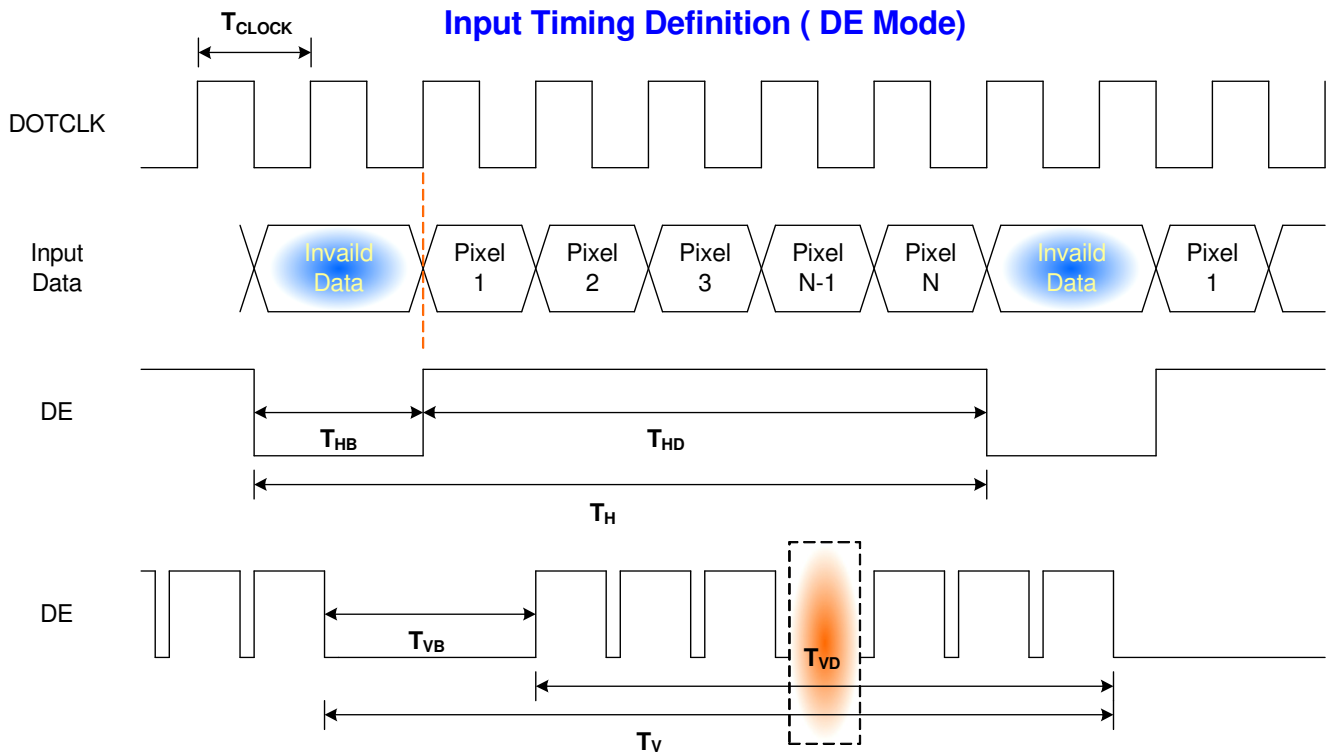 Input Timing Definition ( DE Mode)
TCLOCK
DOTCLK
Input
Data
Invaild
Data
Pixel
1
Pixel
2
Pixel
3
Pixel
N-1
Pixel
N
Invaild
Data
Pixel
1
DE
THB
THD
TH
DE
TVB
TVD
TV